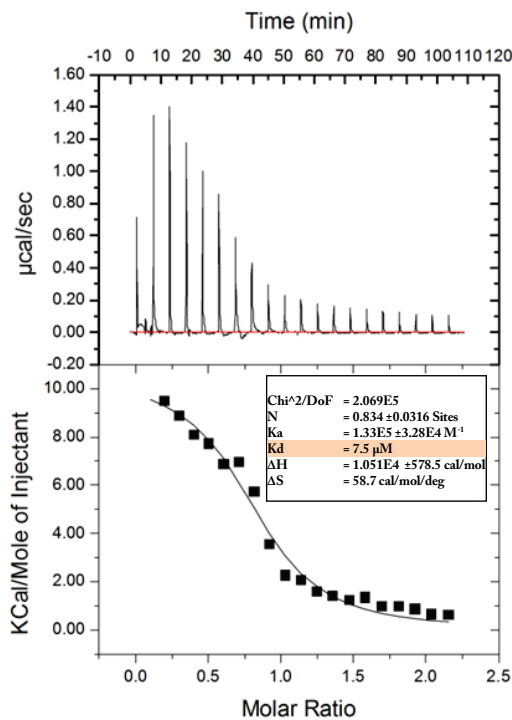 Time (min)
-10 0 10 20 30 40 50 60 70 80 90 100 110 120
1.60
1.40
1.20
1.00
0.80
0.60
0.40
0.20
0.00
-0.20
µcal/sec
10.00
8.00
6.00
4.00
2.00
0.00
KCal/Mole of Injectant
Chi^2/DoF = 2.069E5
N = 0.834 ±0.0316 Sites
Ka = 1.33E5 ±3.28E4 M⁻¹
Kd = 7.5 µM
ΔH = 1.051E4 ±578.5 cal/mol
ΔS = 58.7 cal/mol/deg
0.0 0.5 1.0 1.5 2.0 2.5
Molar Ratio